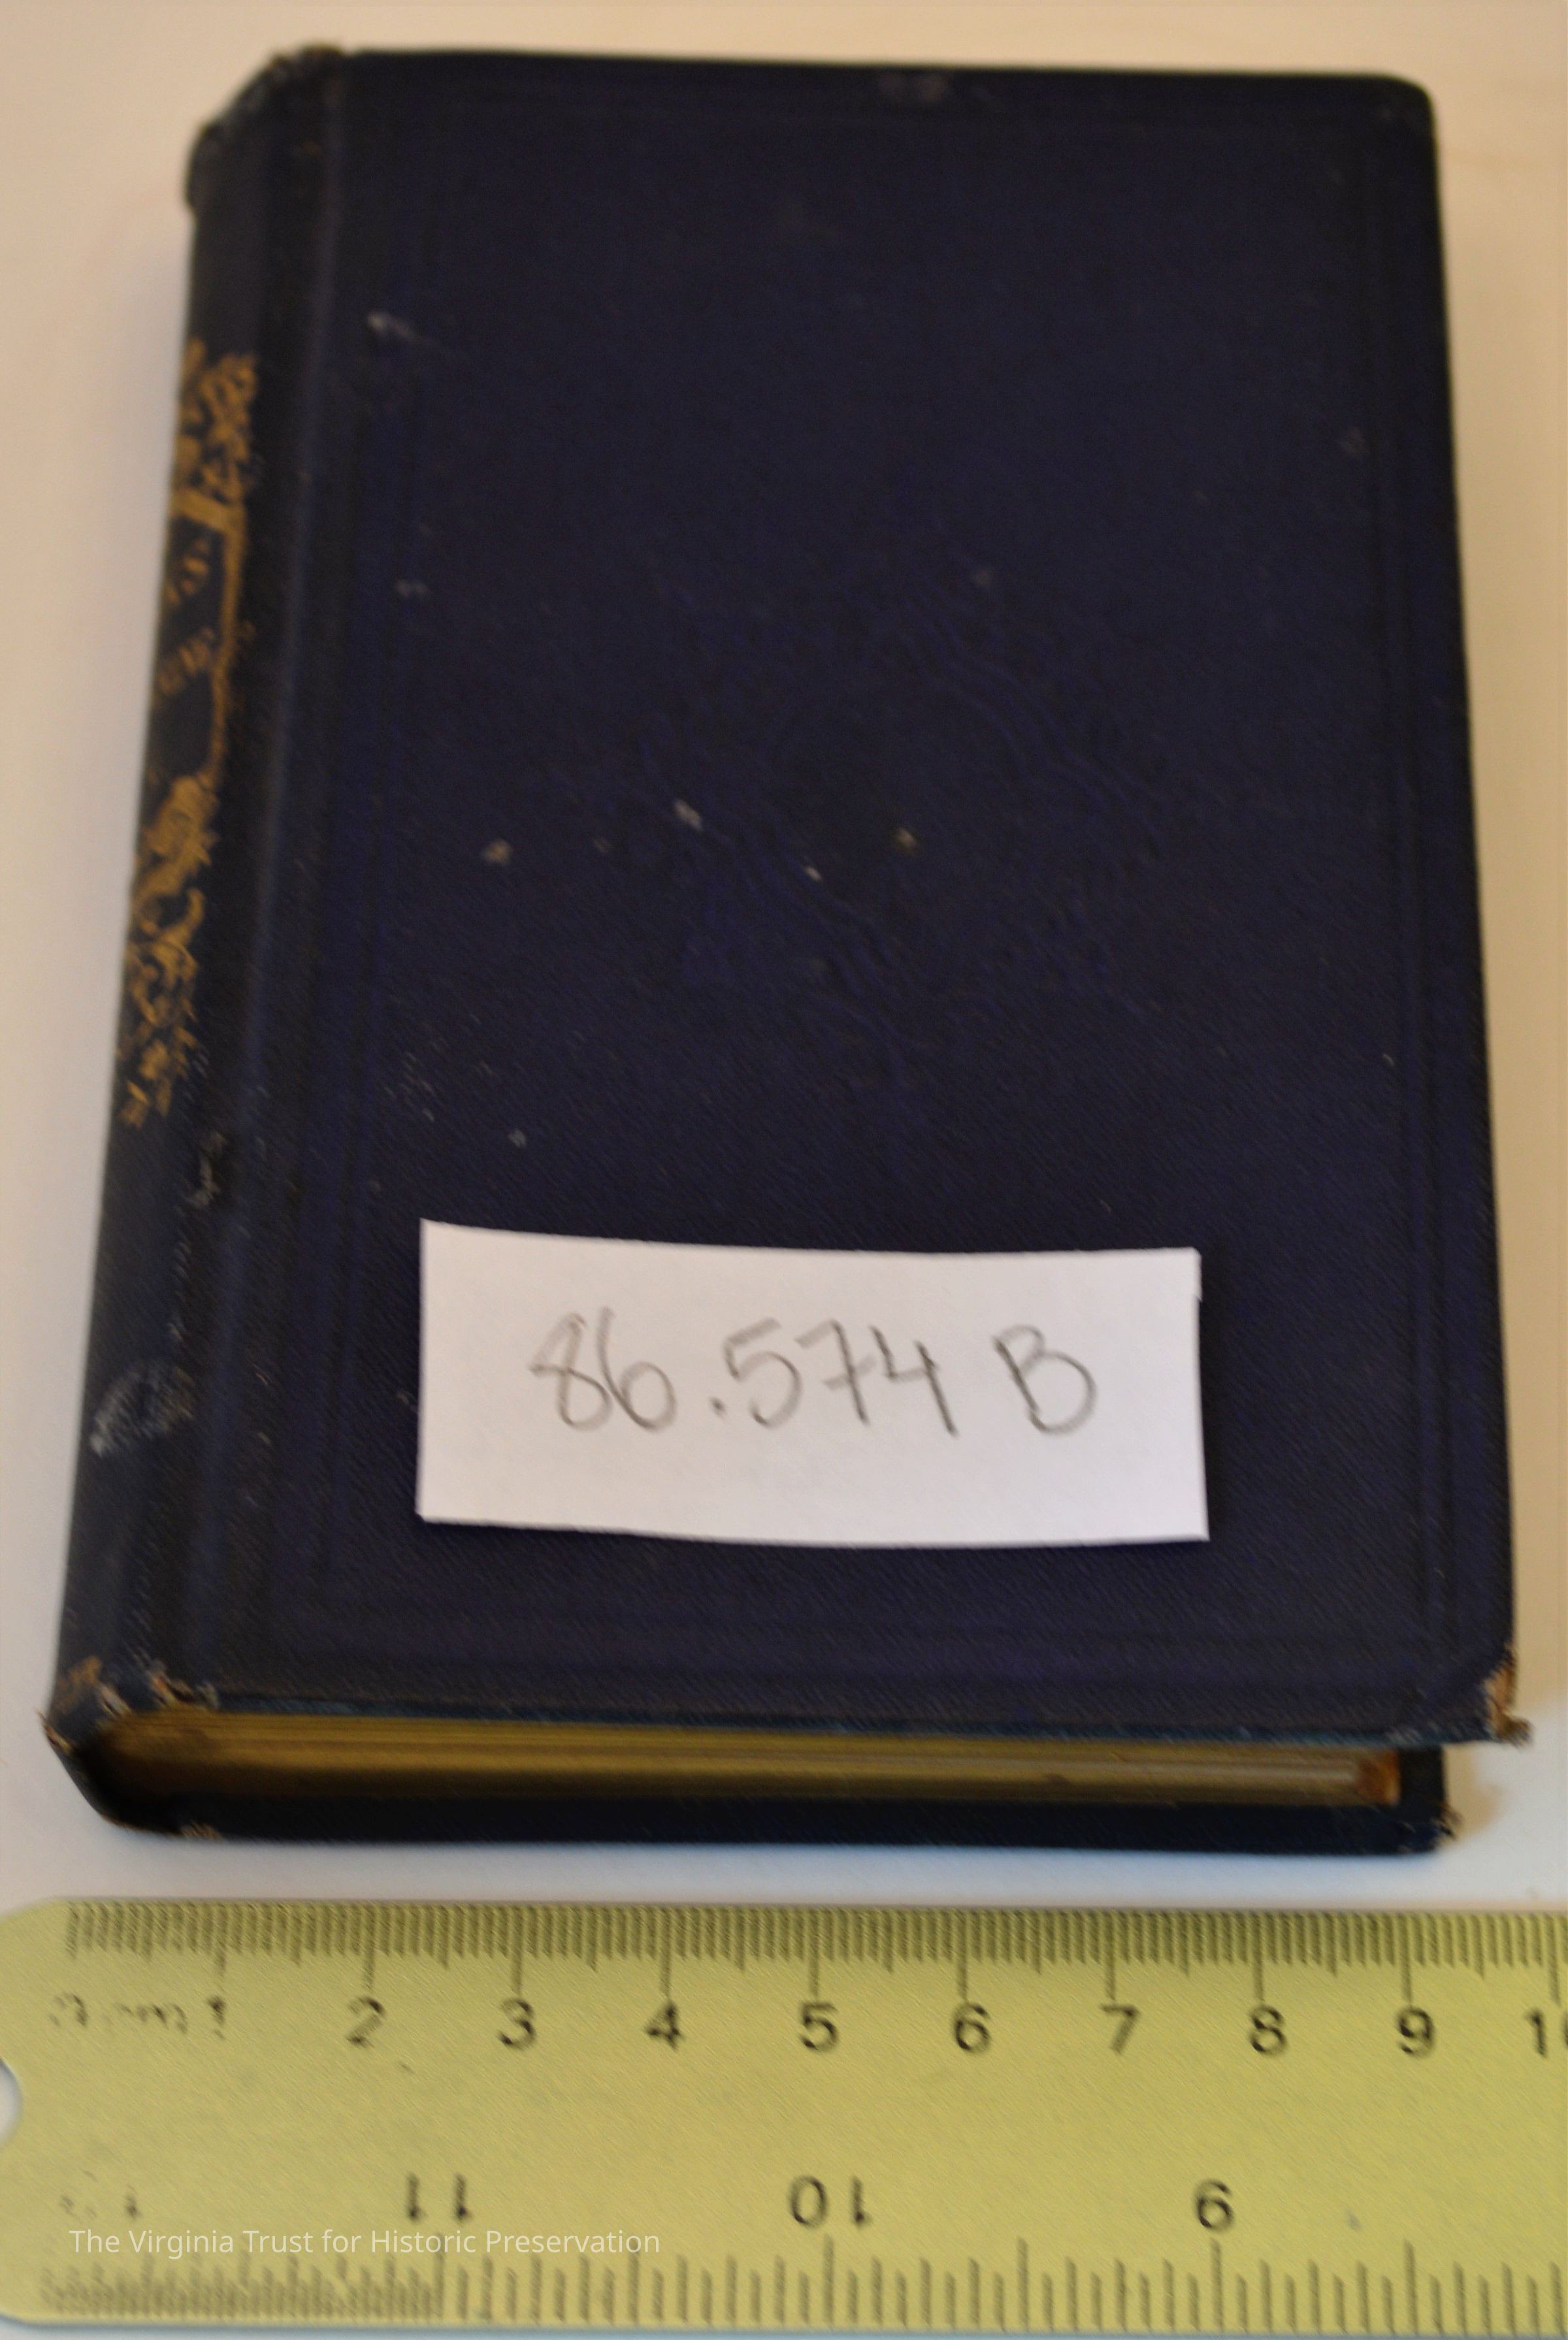 86.574 B
0 cm 1 2 3 4 5 6 7 8 9 10
11 10 9
The Virginia Trust for Historic Preservation